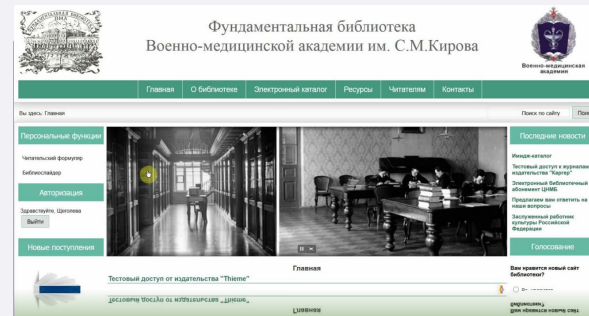 Фундаментальная библиотека
Военно-медицинской академии им. С.М.Кирова
Военно-медицинская
академия
Главная О библиотеке Электронный каталог Ресурсы Читателям Контакты
Вы здесь: Главная
Поиск по сайту
Персональные функции
Читательский формуляр
Библиослайдер
Авторизация
Здравствуйте, Щеголева
Выйти
Новые поступления
Главная
Тестовый доступ от издательства "Thieme"
Последние новости
Имидж-каталог
Тестовый доступ к журналам
издательства "Каргер"
Электронный библиотечный
абонемент ЦНМБ
Предлагаем вам ответить на
наши вопросы
Заслуженный работник
культуры Российской
Федерации
Голосование
Вам нравится новый сайт
библиотеки?